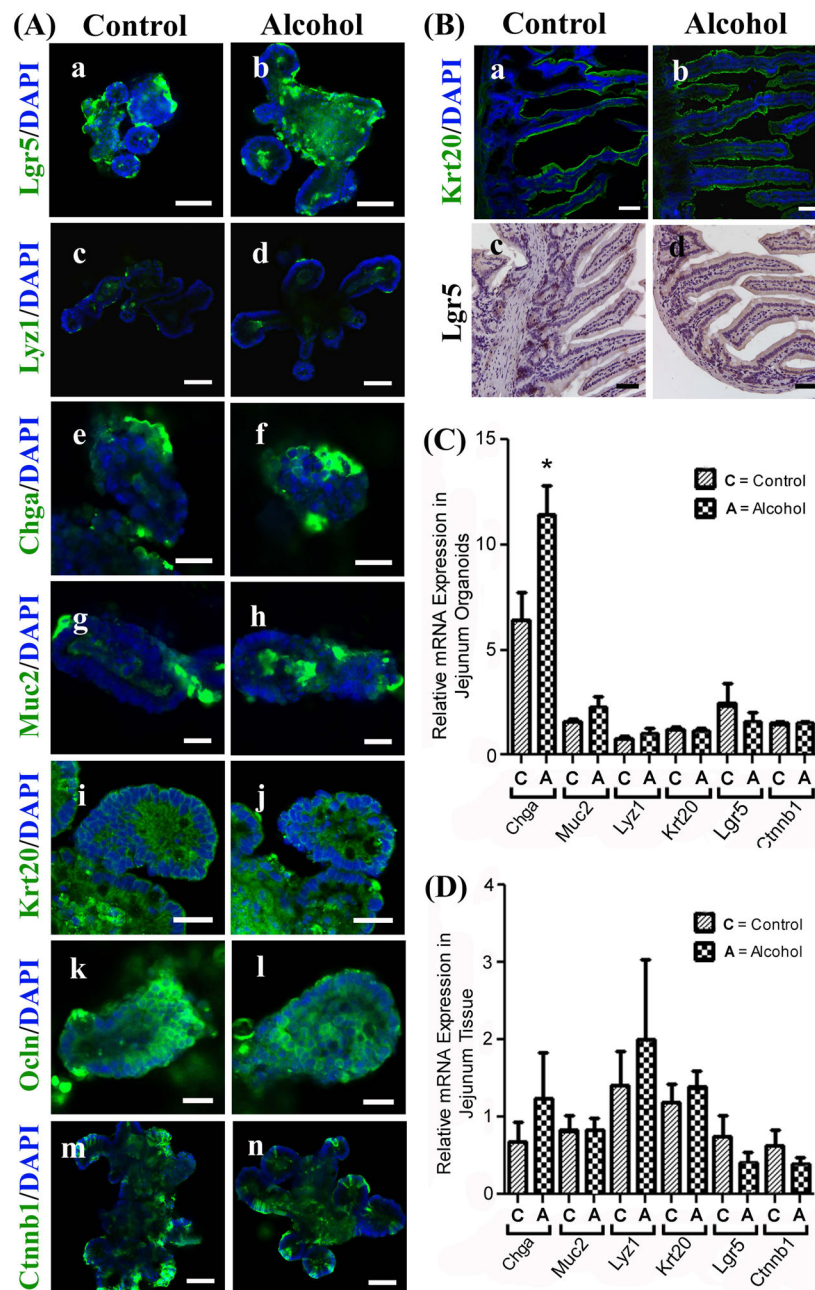 (A) Control Alcohol
Lgr5/DAPI
a b
Lyz1/DAPI
c d
Chga/DAPI
e f
Muc2/DAPI
g h
Krt20/DAPI
i j
Ocln/DAPI
k l
Ctnnb1/DAPI
m n
(B) Control Alcohol
Krt20/DAPI
a b
Lgr5
c d
(C)
Relative mRNA Expression in
Jejunum Organoids
15
10
5
0
*
C = Control
A = Alcohol
C A C A C A C A C A C A
Chga Muc2 Lyz1 Krt20 Lgr5 Ctnnb1
(D)
Relative mRNA Expression in
Jejunum Tissue
4
3
2
1
0
C = Control
A = Alcohol
C A C A C A C A C A C A
Chga Muc2 Lyz1 Krt20 Lgr5 Ctnnb1